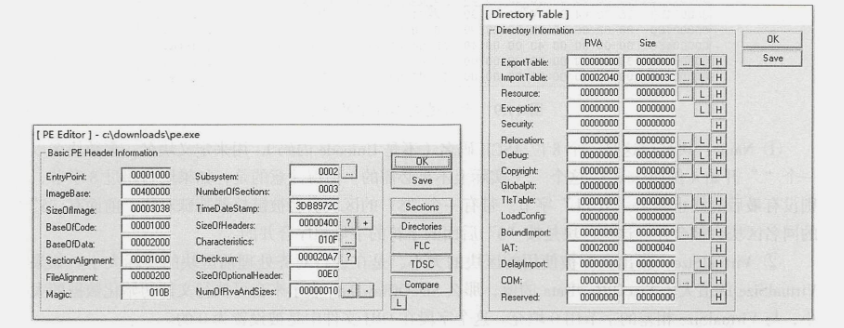 [ PE Editor ] - c:\downloads\pe.exe
Basic PE Header Information
OK
EntryPoint: 00001000 Subsystem: 0002 ...
Save
ImageBase: 00400000 NumberOfSections: 0003
SizeOfImage: 00003038 TimeDateStamp: 3DB8972C
Sections
BaseOfCode: 00001000 SizeOfHeaders: 00000400 ? +
Directories
BaseOfData: 00002000 Characteristics: 010F ...
FLC
SectionAlignment: 00001000 Checksum: 000020A7 ?
TDSC
FileAlignment: 00000200 SizeOfOptionalHeader: 00E0
Compare
Magic: 010B NumOfRvaAndSizes: 00000010 + -
L
[ Directory Table ]
Directory Information
RVA Size
OK
Save
ExportTable: 00000000 00000000 ... L H
ImportTable: 00002040 0000003C ... L H
Resource: 00000000 00000000 ... L H
Exception: 00000000 00000000 L H
Security: 00000000 00000000 H
Relocation: 00000000 00000000 ... L H
Debug: 00000000 00000000 ... L H
Copyright: 00000000 00000000 ... L H
Globalptr: 00000000 00000000
TlsTable: 00000000 00000000 ... L H
LoadConfig: 00000000 00000000 L H
BoundImport: 00000000 00000000 ... L H
IAT: 00002000 00000040 H
DelayImport: 00000000 00000000 L H
COM: 00000000 00000000 ... L H
Reserved: 00000000 00000000 H